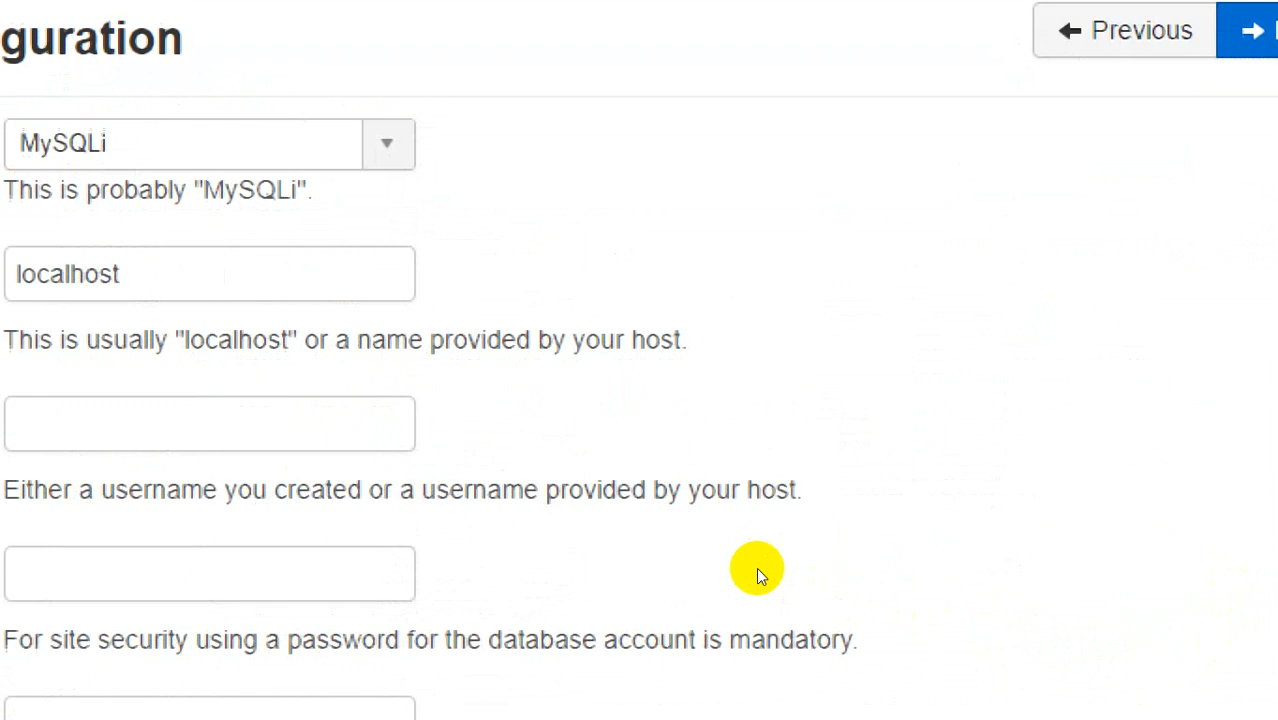 guration
Previous
MySQLi
This is probably "MySQLi".
localhost
This is usually "localhost" or a name provided by your host.
Either a username you created or a username provided by your host.
For site security using a password for the database account is mandatory.